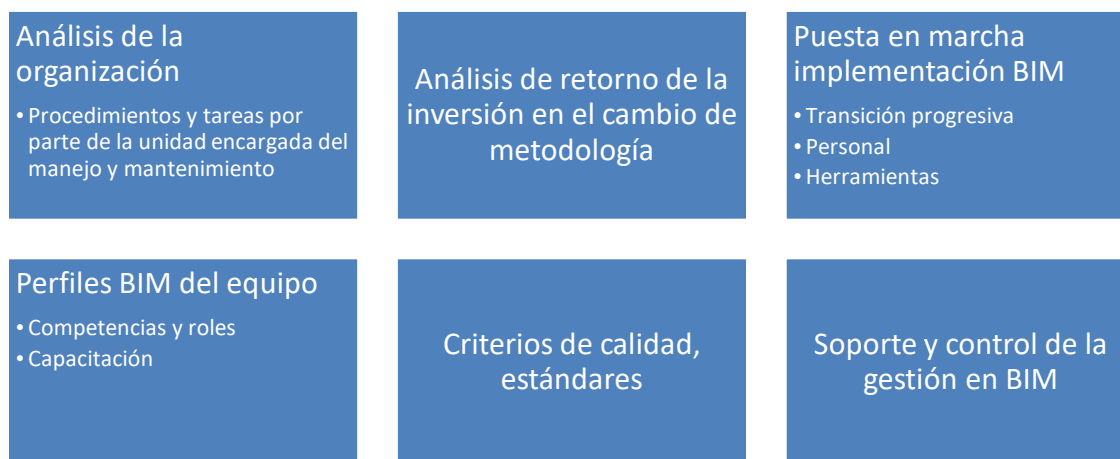 Análisis de la
organización
• Procedimientos y tareas por
parte de la unidad encargada del
manejo y mantenimiento
Análisis de retorno de la
inversión en el cambio de
metodología
Puesta en marcha
implementación BIM
• Transición progresiva
• Personal
• Herramientas
Perfiles BIM del equipo
• Competencias y roles
• Capacitación
Criterios de calidad,
estándares
Soporte y control de la
gestión en BIM